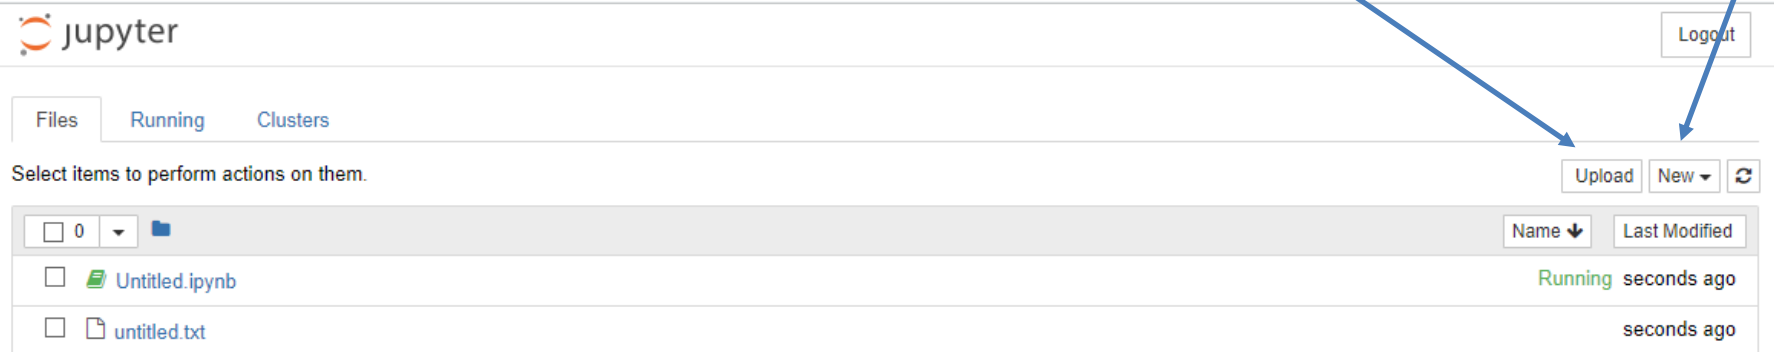 jupyter
Logout
Files Running Clusters
Select items to perform actions on them.
Upload New
0 Name Last Modified
Untitled.ipynb Running seconds ago
untitled.txt seconds ago